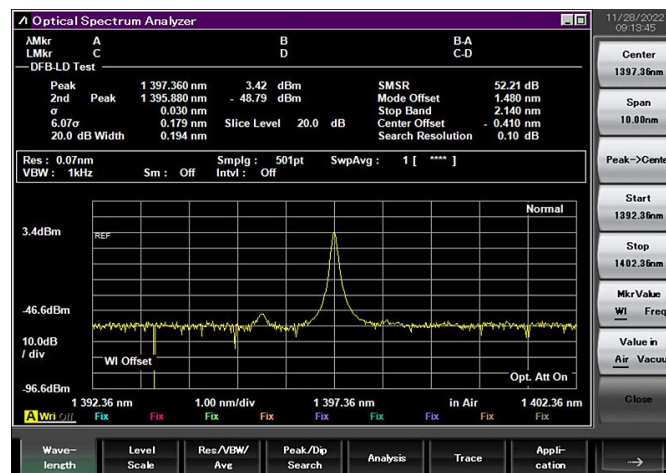 Optical Spectrum Analyzer
11/28/2022
09:13:45
λMkr A B B-A
LMkr C D C-D
DFB-LD Test
Peak 1 397.360 nm 3.42 dBm SMSR 52.21 dB
2nd Peak 1 395.880 nm - 48.79 dBm Mode Offset 1.480 nm
σ 0.030 nm Stop Band 2.140 nm
6.07σ 0.179 nm Slice Level 20.0 dB Center Offset - 0.410 nm
20.0 dB Width 0.194 nm Search Resolution 0.10 dB
Res : 0.07nm Smplg : 501pt SwpAvg : 1 [ **** ]
VBW : 1kHz Sm : Off Intvl : Off
Normal
3.4dBm
REF
-46.6dBm
10.0dB
/ div
Wl Offset
Opt. Att On
-96.6dBm
1 392.36 nm 1.00 nm/div 1 397.36 nm in Air 1 402.36 nm
A Wri Off Fix Fix Fix Fix Fix Fix Fix Fix Fix
Center
1397.36nm
Span
10.00nm
Peak->Cente
Start
1392.36nm
Stop
1402.36nm
MkrValue
Wl Freq
Value in
Air Vacuu
Close
Wave-
length
Level
Scale
Res/VBW/
Avg
Peak/Dip
Search
Analysis
Trace
Appli-
cation